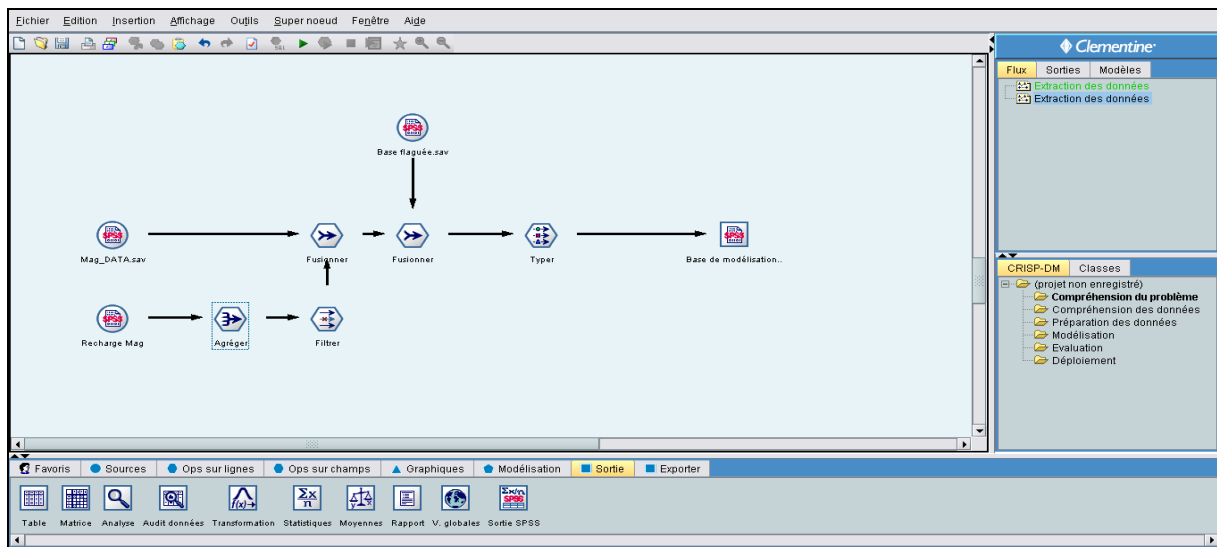 Fichier Edition Insertion Affichage Outils Super noeud Fenêtre Aide
Clementine
Flux Sorties Modèles
Extraction des données
Extraction des données
Base flaguée.sav
Mag_DATA.sav
Fusionner
Fusionner
Typer
Base de modélisation...
Recharge Mag
Agréger
Filtrer
CRISP-DM Classes
(projet non enregistré)
Compréhension du problème
Compréhension des données
Préparation des données
Modélisation
Evaluation
Déploiement
Favoris Sources Ops sur lignes Ops sur champs Graphiques Modélisation Sortie Exporter
Table Matrice Analyse Audit données Transformation Statistiques Moyennes Rapport V. globales Sortie SPSS